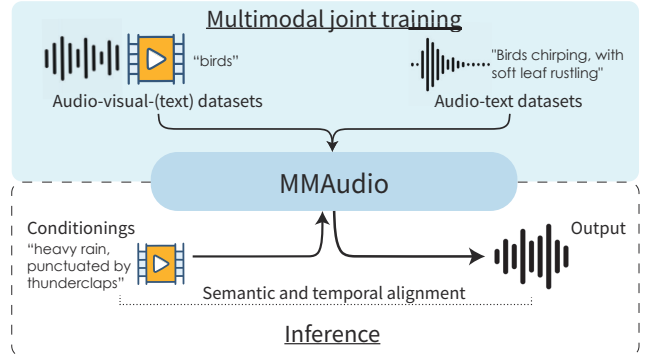 Multimodal joint training
“birds”
"Birds chirping, with
soft leaf rustling"
Audio-visual-(text) datasets
Audio-text datasets
MMAudio
Conditionings
“heavy rain,
punctuated by
thunderclaps”
Output
Semantic and temporal alignment
Inference